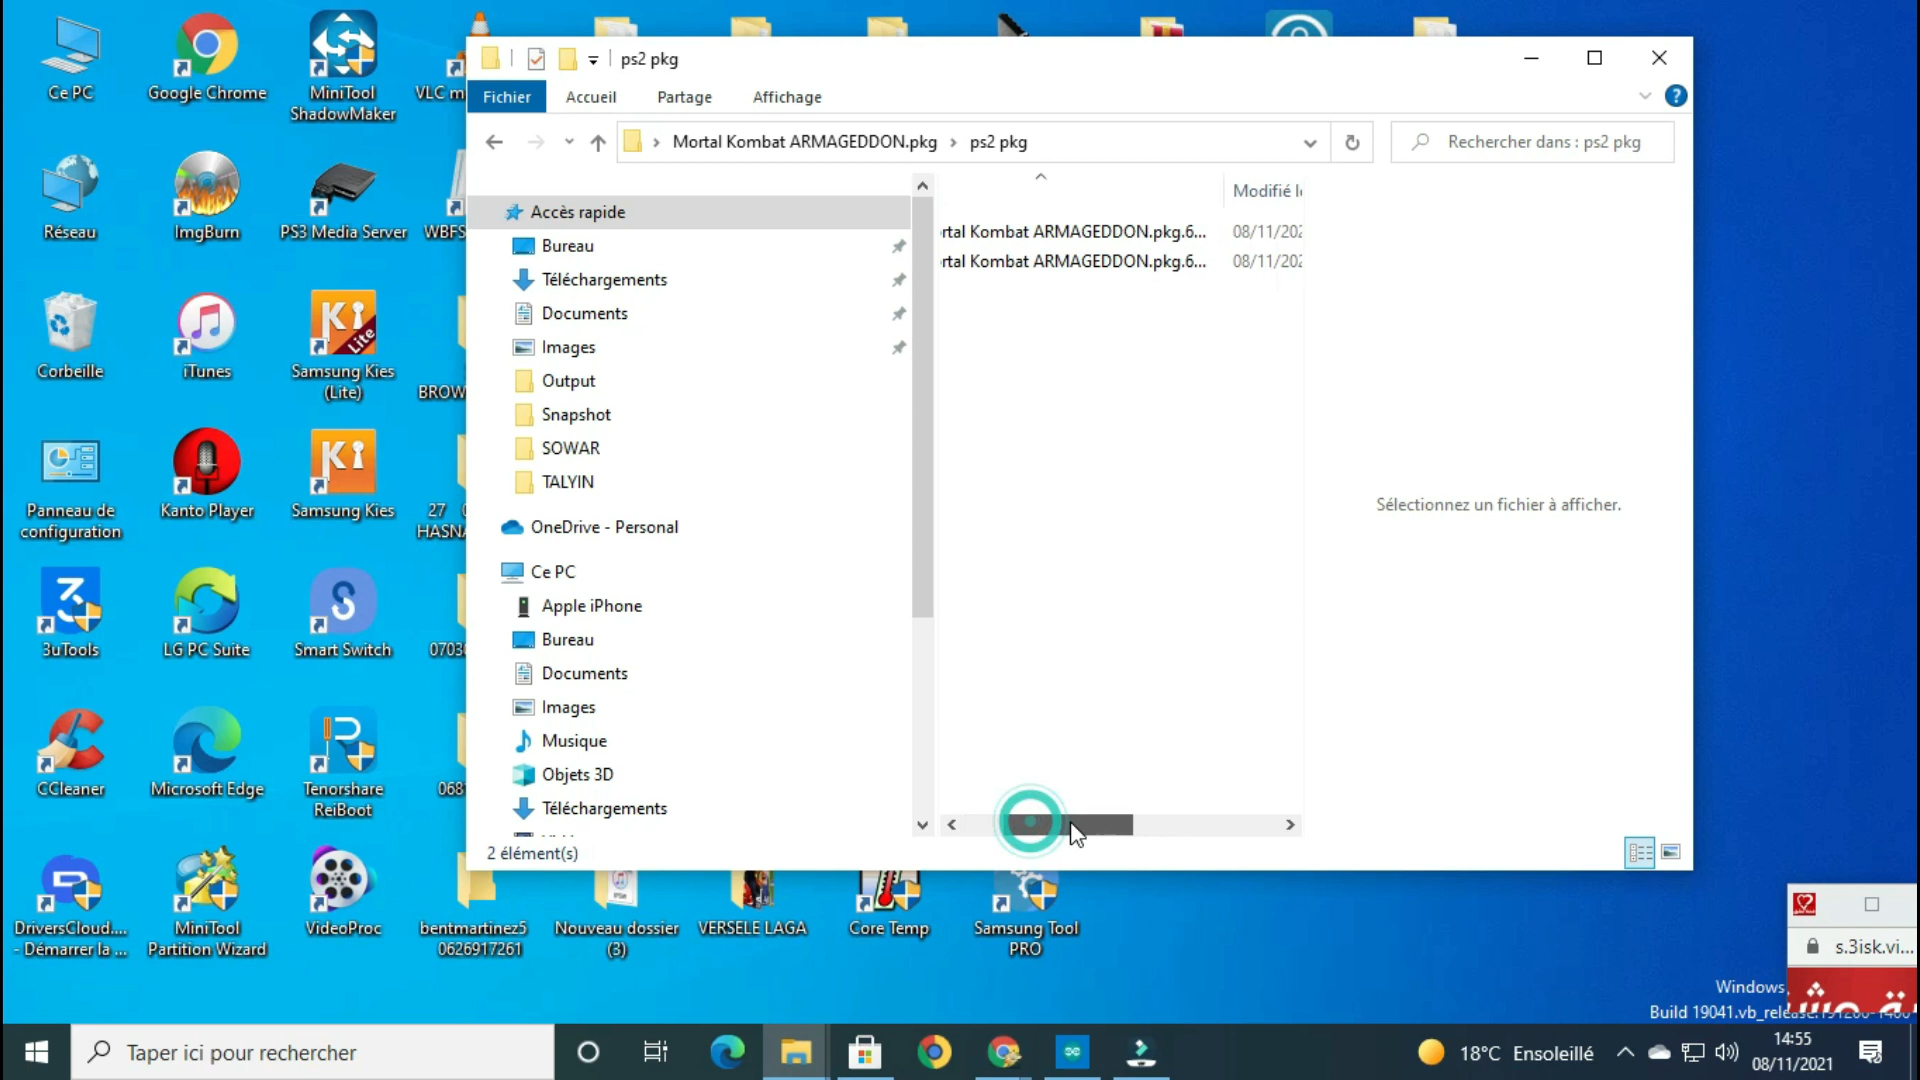 ps2 pkg
Fichier Accueil Partage Affichage
Mortal Kombat ARMAGEDDON.pkg > ps2 pkg
Rechercher dans : ps2 pkg
Modifié
Accès rapide
Bureau
Téléchargements
Documents
Images
Output
Snapshot
SOWAR
TALYIN
OneDrive - Personal
Ce PC
Apple iPhone
Bureau
Documents
Images
Musique
Objets 3D
Téléchargements
rtal Kombat ARMAGEDDON.pkg.6... 08/11/202
rtal Kombat ARMAGEDDON.pkg.6... 08/11/202
Sélectionnez un fichier à afficher.
2 élément(s)
Ce PC
Google Chrome
MiniTool
ShadowMaker
VLC m
Réseau
ImgBurn
PS3 Media Server
WBFS
Corbeille
iTunes
Ki Lite
Samsung Kies
(Lite)
BROW
Panneau de
configuration
Kanto Player
Ki
Samsung Kies
27
HASNA
3uTools
LG PC Suite
S
Smart Switch
0703
CCleaner
Microsoft Edge
Tenorshare
ReiBoot
068
DriversCloud....
- Démarrer la ...
MiniTool
Partition Wizard
VideoProc
bentmartinez5
0626917261
Nouveau dossier
(3)
VERSELE LAGA
Core Temp
Samsung Tool
PRO
s.3isk.vi...
Windows
Build 19041.vb_release.191206-1406
Taper ici pour rechercher
18°C Ensoleillé
14:55
08/11/2021